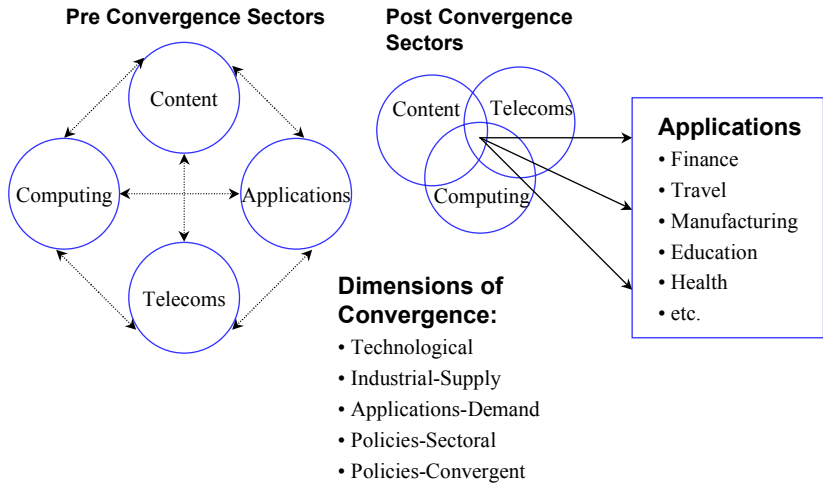 Pre Convergence Sectors
Content
Computing
Applications
Telecoms
Post Convergence
Sectors
Content
Telecoms
Computing
Applications
• Finance
• Travel
• Manufacturing
• Education
• Health
• etc.
Dimensions of
Convergence:
• Technological
• Industrial-Supply
• Applications-Demand
• Policies-Sectoral
• Policies-Convergent